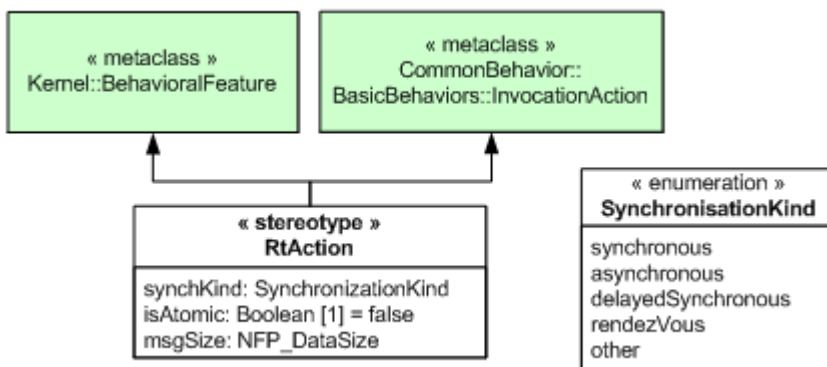 « metaclass »
Kernel::BehavioralFeature
« metaclass »
CommonBehavior::
BasicBehaviors::InvocationAction
« stereotype »
RtAction
synchKind: SynchronizationKind
isAtomic: Boolean [1] = false
msgSize: NFP_DataSize
« enumeration »
SynchronisationKind
synchronous
asynchronous
delayedSynchronous
rendezVous
other